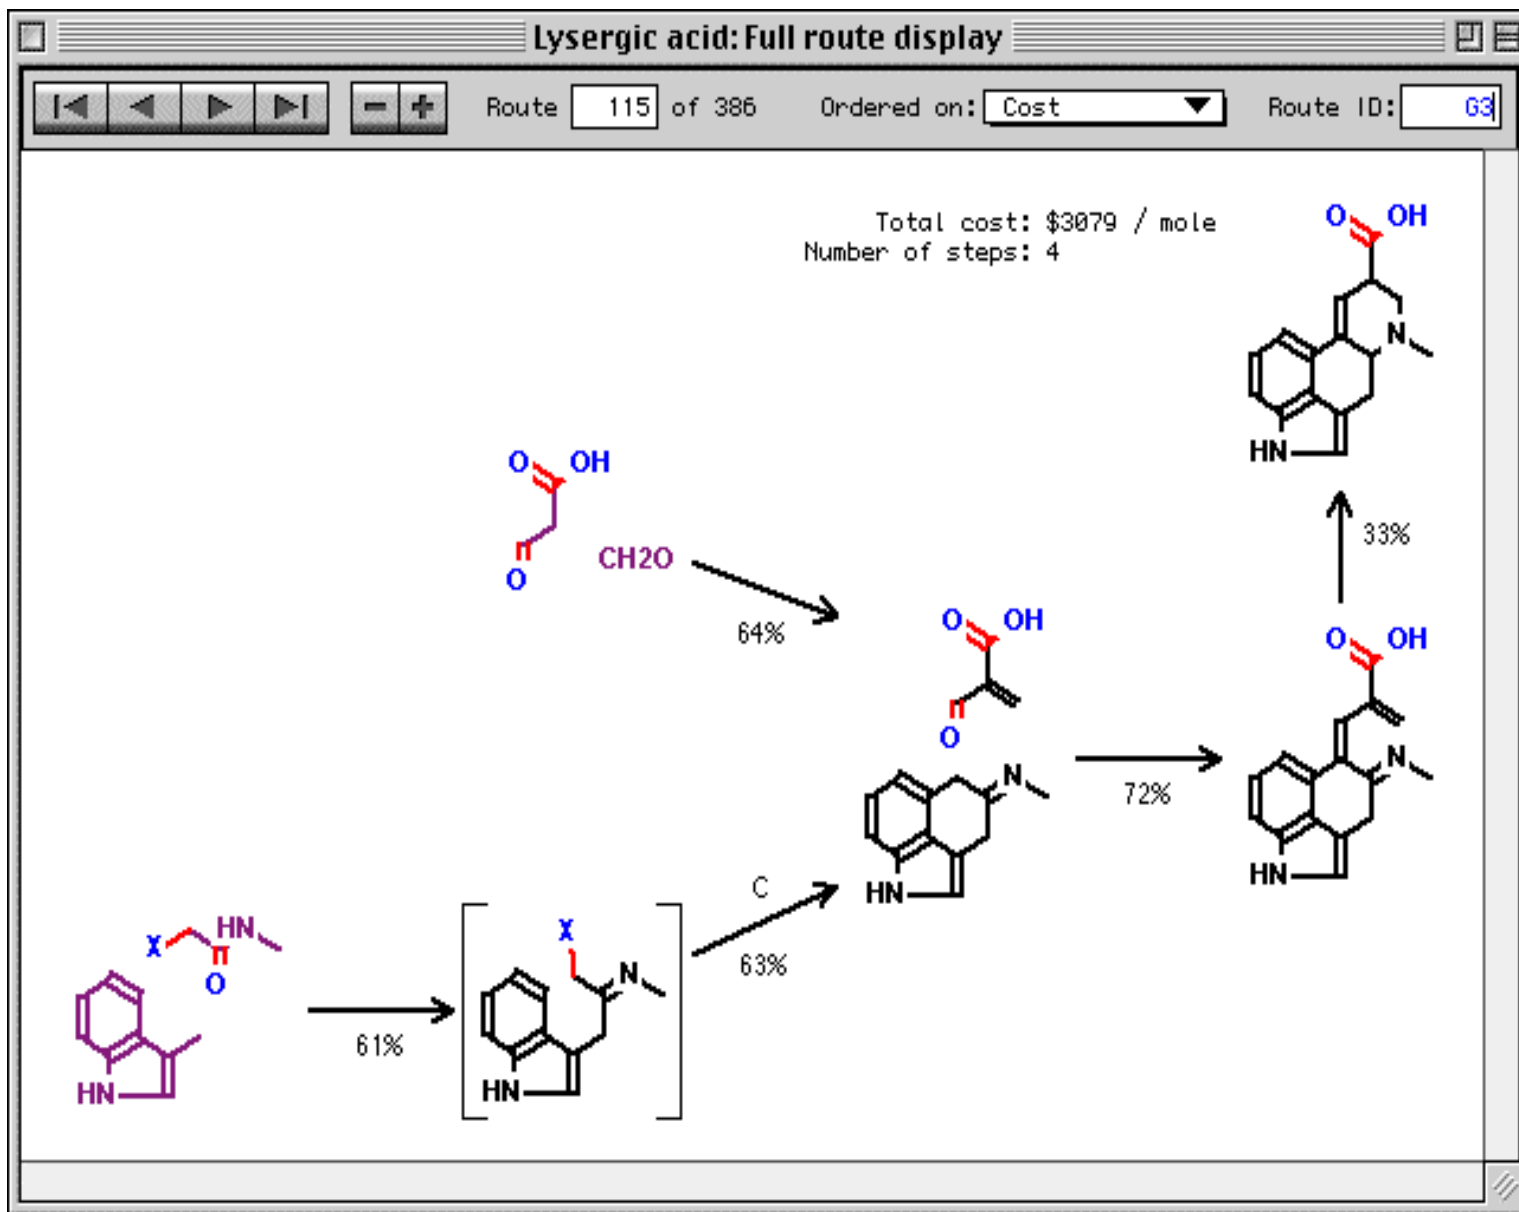 Lysergic acid: Full route display
Route 115 of 386 Ordered on: Cost Route ID: G3
Total cost: $3079 / mole
Number of steps: 4
O OH
N
HN
33%
O OH
O
CH2O
64%
O OH
O
N
HN
72%
O OH
N
HN
X HN
O
HN
61%
X
N
HN
C
63%